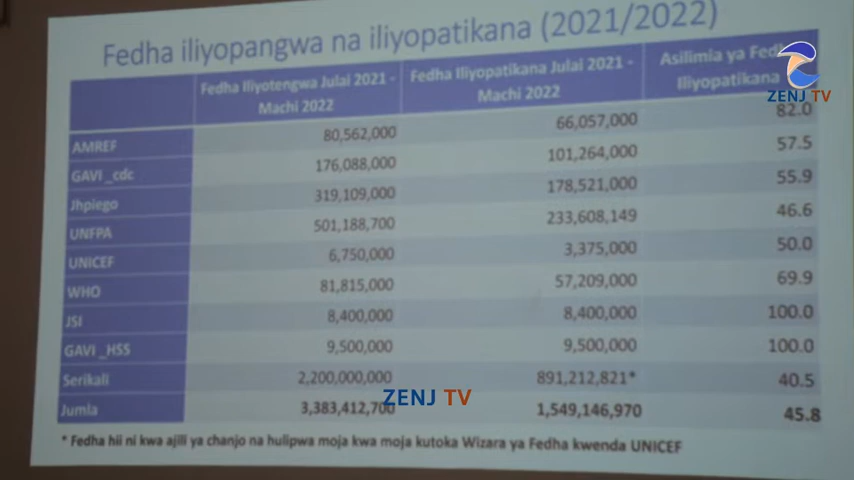 Fedha iliyopangwa na iliyopatikana (2021/2022)
Fedha Iliyotengwa Julai 2021 - Machi 2022 | Fedha Iliyopatikana Julai 2021 - Machi 2022 | Asilimia ya Iliyopatikana
AMREF 80,562,000 66,057,000 82.0
GAVI_cdc 176,088,000 101,264,000 57.5
Jhpiego 319,109,000 178,521,000 55.9
UNFPA 501,188,700 233,608,149 46.6
UNICEF 6,750,000 3,375,000 50.0
WHO 81,815,000 57,209,000 69.9
JSI 8,400,000 8,400,000 100.0
GAVI_HSS 9,500,000 9,500,000 100.0
Serikali 2,200,000,000 891,212,821* 40.5
Jumla 3,383,412,700 1,549,146,970 45.8
* Fedha hii ni kwa ajili ya chanjo na hulipwa moja kwa moja kutoka Wizara ya Fedha kwenda UNICEF
ZENJ TV
ZENJ TV